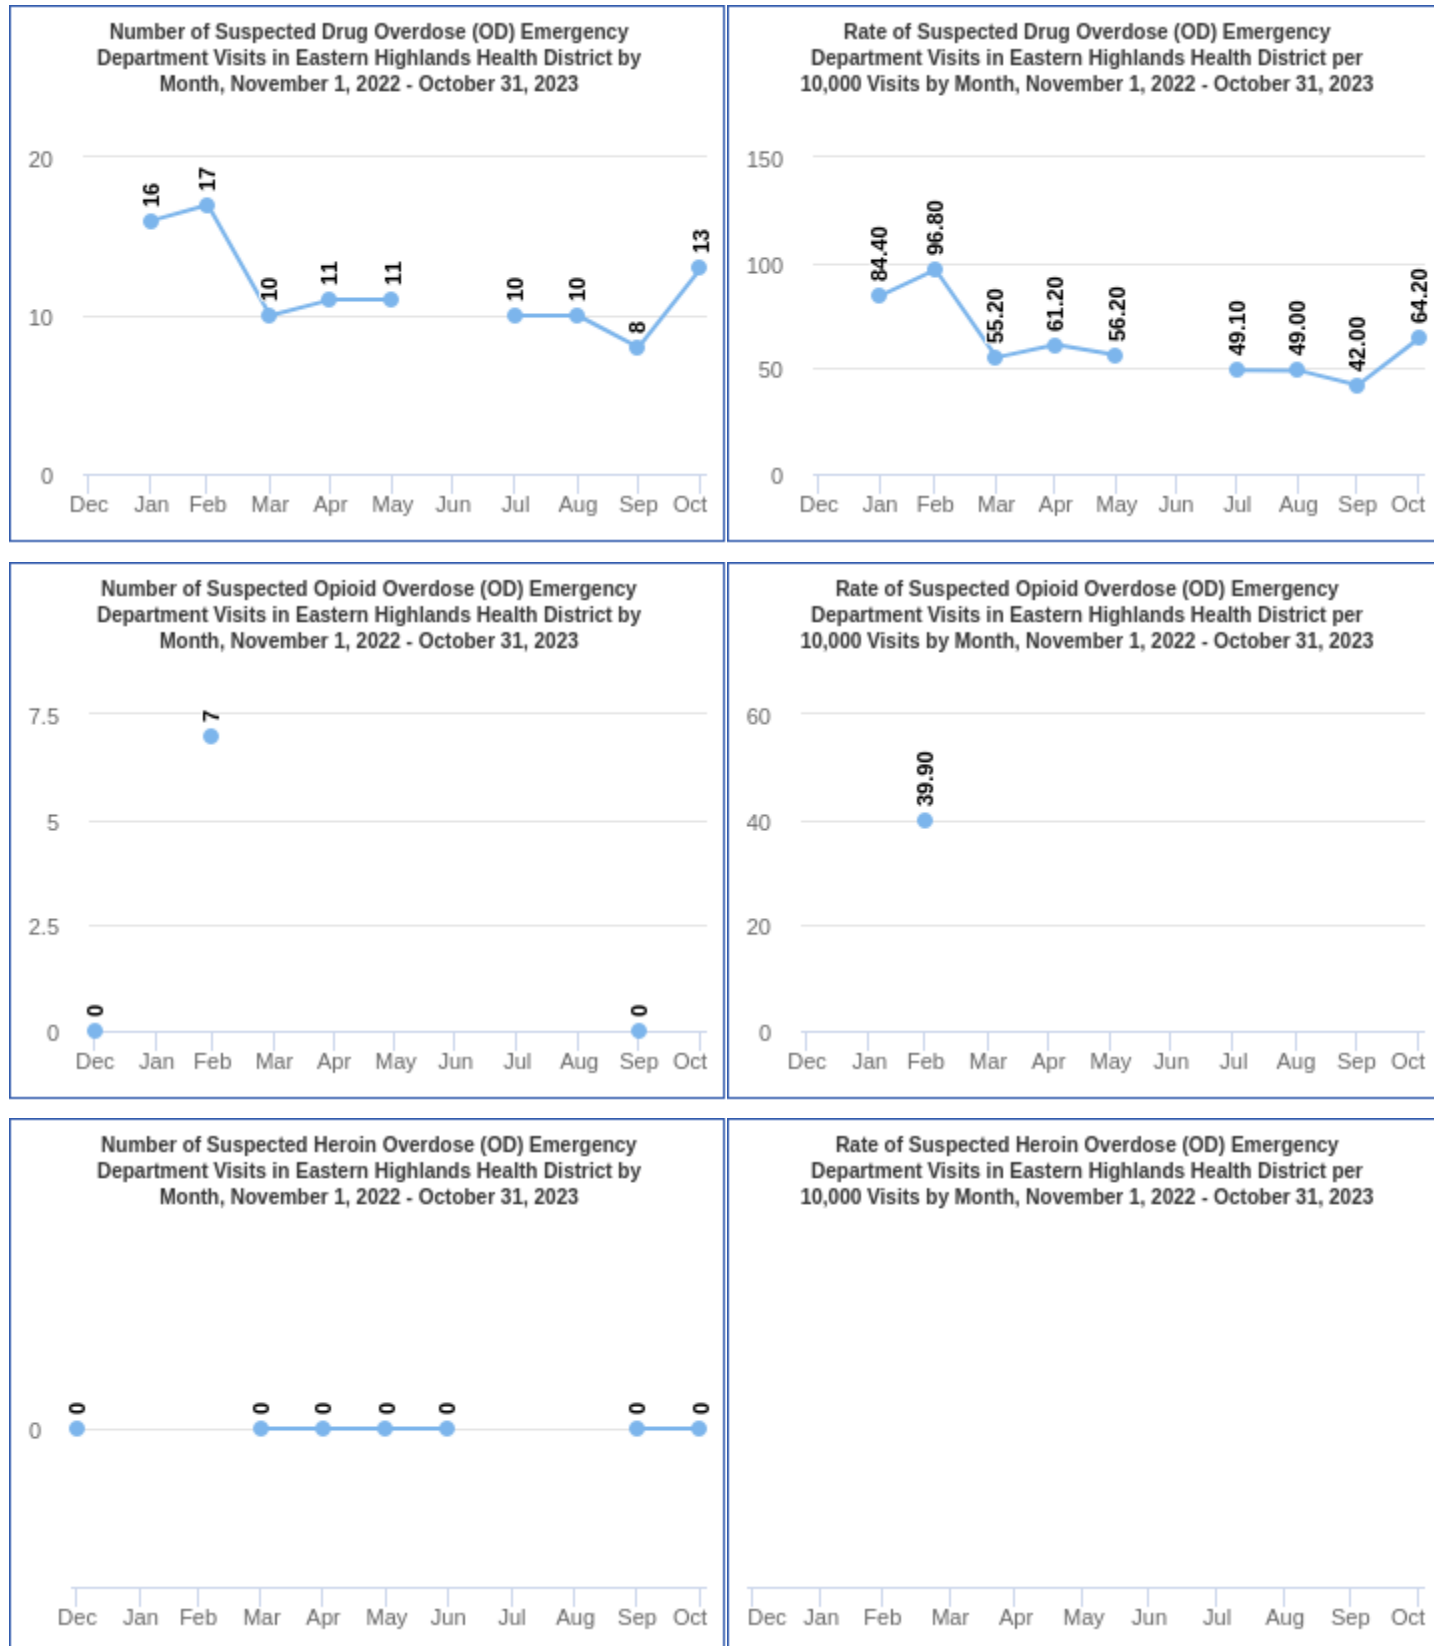 Number of Suspected Drug Overdose (OD) Emergency
Department Visits in Eastern Highlands Health District by
Month, November 1, 2022 - October 31, 2023
20
10
0
16
17
10
11
11
10
10
8
13
Dec Jan Feb Mar Apr May Jun Jul Aug Sep Oct
Rate of Suspected Drug Overdose (OD) Emergency
Department Visits in Eastern Highlands Health District per
10,000 Visits by Month, November 1, 2022 - October 31, 2023
150
100
50
0
84.40
96.80
55.20
61.20
56.20
49.10
49.00
42.00
64.20
Dec Jan Feb Mar Apr May Jun Jul Aug Sep Oct
Number of Suspected Opioid Overdose (OD) Emergency
Department Visits in Eastern Highlands Health District by
Month, November 1, 2022 - October 31, 2023
7.5
5
2.5
0
0
7
0
Dec Jan Feb Mar Apr May Jun Jul Aug Sep Oct
Rate of Suspected Opioid Overdose (OD) Emergency
Department Visits in Eastern Highlands Health District per
10,000 Visits by Month, November 1, 2022 - October 31, 2023
60
40
20
0
39.90
Dec Jan Feb Mar Apr May Jun Jul Aug Sep Oct
Number of Suspected Heroin Overdose (OD) Emergency
Department Visits in Eastern Highlands Health District by
Month, November 1, 2022 - October 31, 2023
0
0
0
0
0
0
0
0
Dec Jan Feb Mar Apr May Jun Jul Aug Sep Oct
Rate of Suspected Heroin Overdose (OD) Emergency
Department Visits in Eastern Highlands Health District per
10,000 Visits by Month, November 1, 2022 - October 31, 2023
Dec Jan Feb Mar Apr May Jun Jul Aug Sep Oct